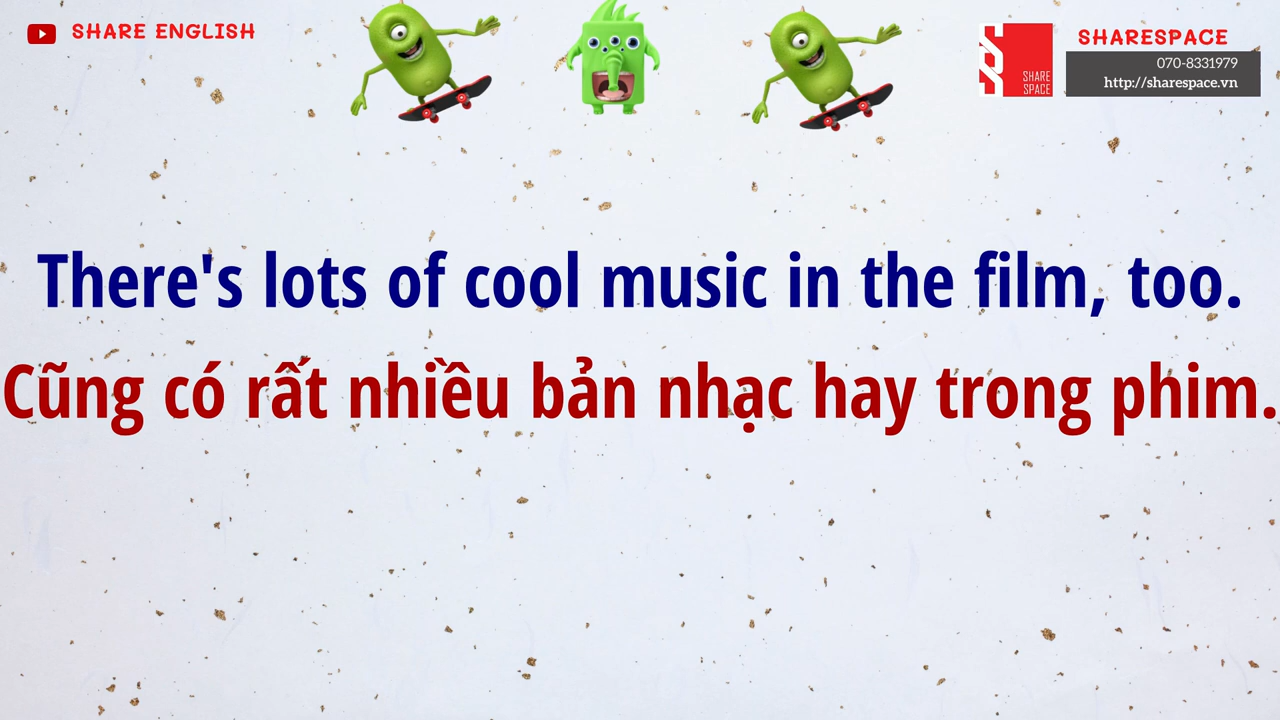 SHARE ENGLISH
SHARE SPACE
SHARESPACE
070-8331979
http://sharespace.vn
There's lots of cool music in the film, too.
Cũng có rất nhiều bản nhạc hay trong phim.